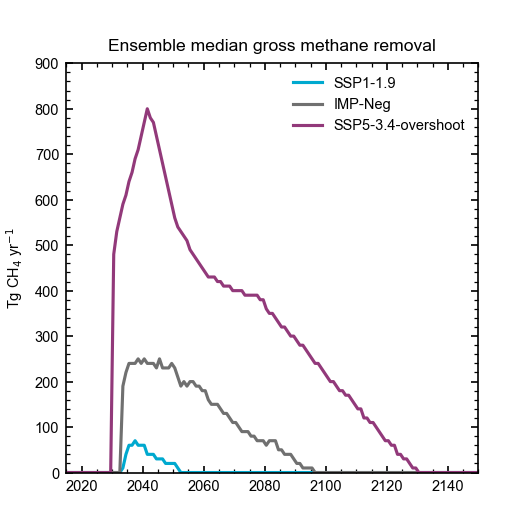 Ensemble median gross methane removal
Tg CH₄ yr⁻¹
900
800
700
600
500
400
300
200
100
0
2020 2040 2060 2080 2100 2120 2140
SSP1-1.9
IMP-Neg
SSP5-3.4-overshoot